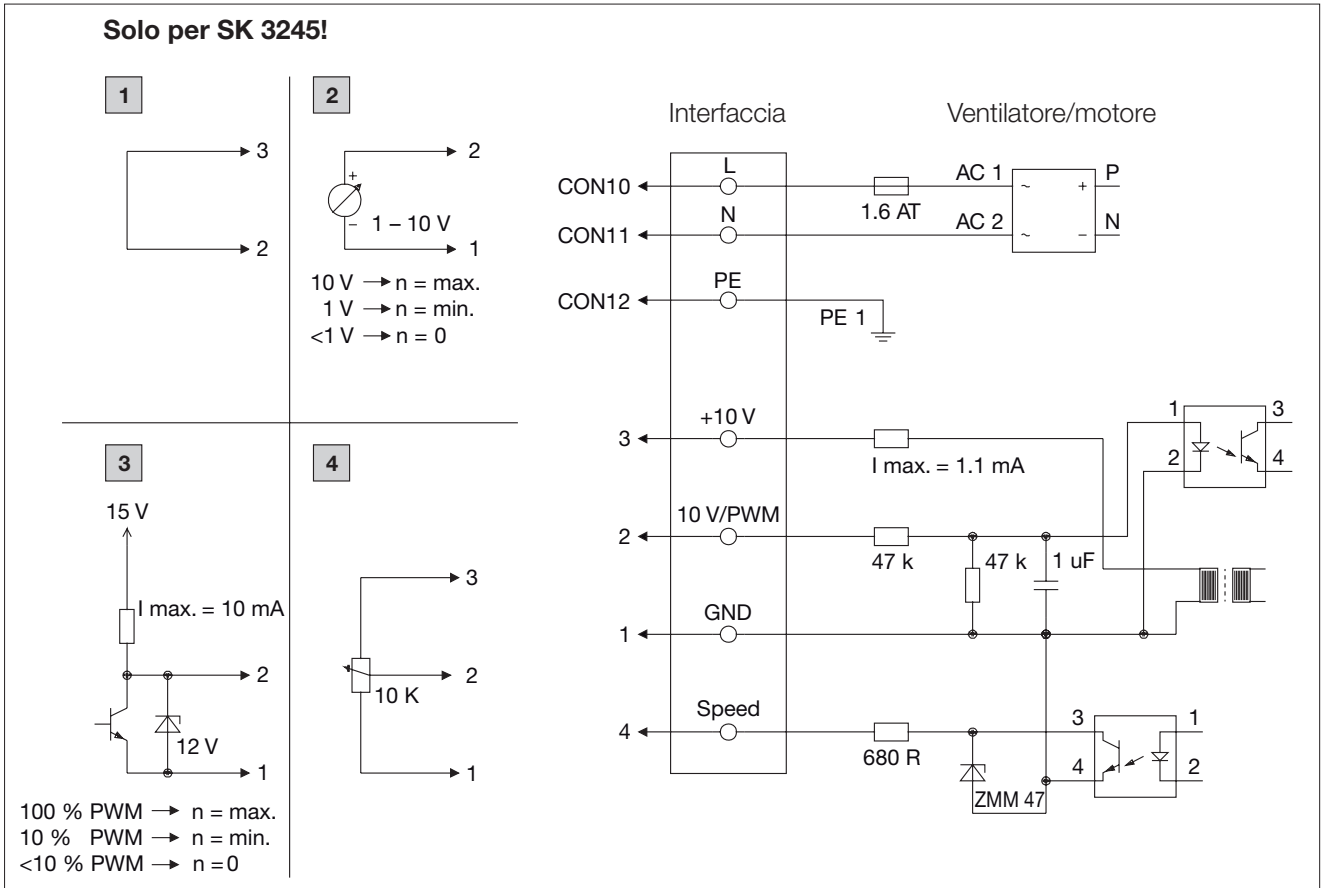 Solo per SK 3245!
1
3
2
2
2
+
–
1 – 10 V
1
10 V → n = max.
1 V → n = min.
<1 V → n = 0
3
15 V
I max. = 10 mA
2
12 V
1
100 % PWM → n = max.
10 % PWM → n = min.
<10 % PWM → n = 0
4
3
2
10 K
1
Interfaccia
Ventilatore/motore
CON10
L
1.6 AT
AC 1
~
+
P
CON11
N
AC 2
~
–
N
CON12
PE
PE 1
3
+10 V
I max. = 1.1 mA
1
2
3
4
2
10 V/PWM
47 k
47 k
1 uF
1
GND
4
Speed
680 R
ZMM 47
3
4
1
2